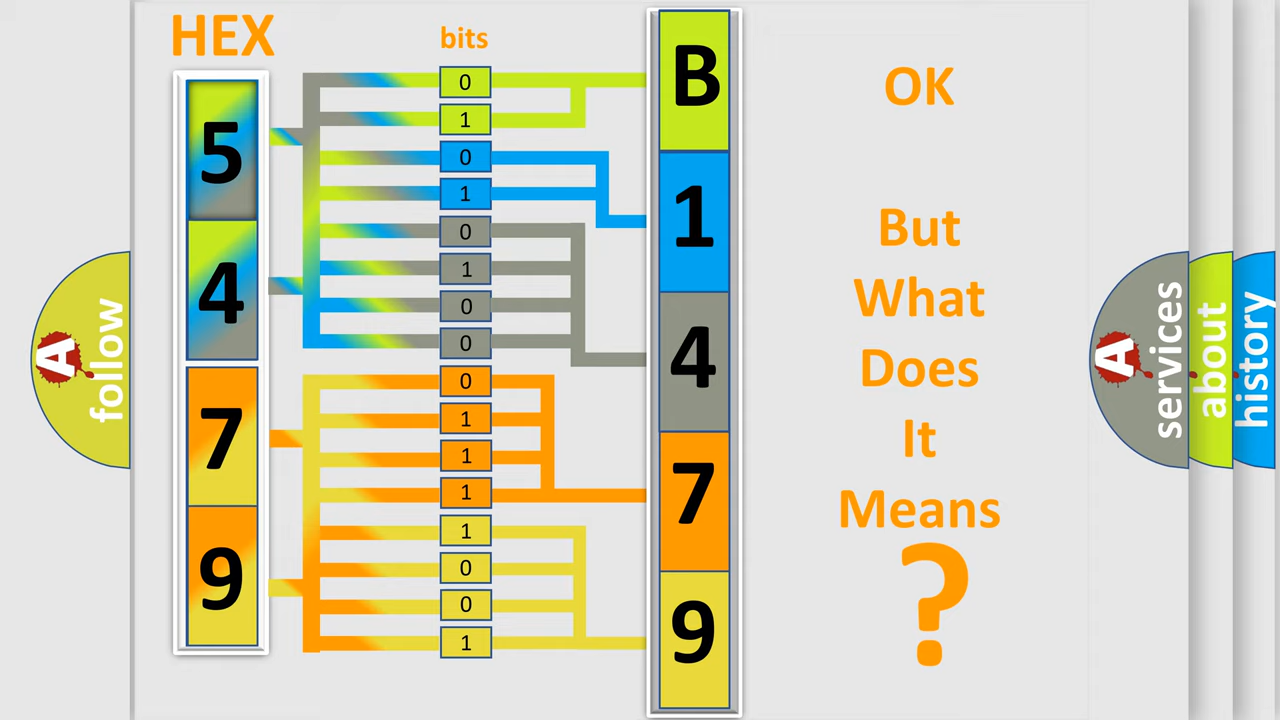 HEX
bits
5
4
7
9
0
1
0
1
0
1
0
0
0
1
1
1
1
0
0
1
B
1
4
7
9
OK
But
What
Does
It
Means
?
A
follow
A
services
about
history